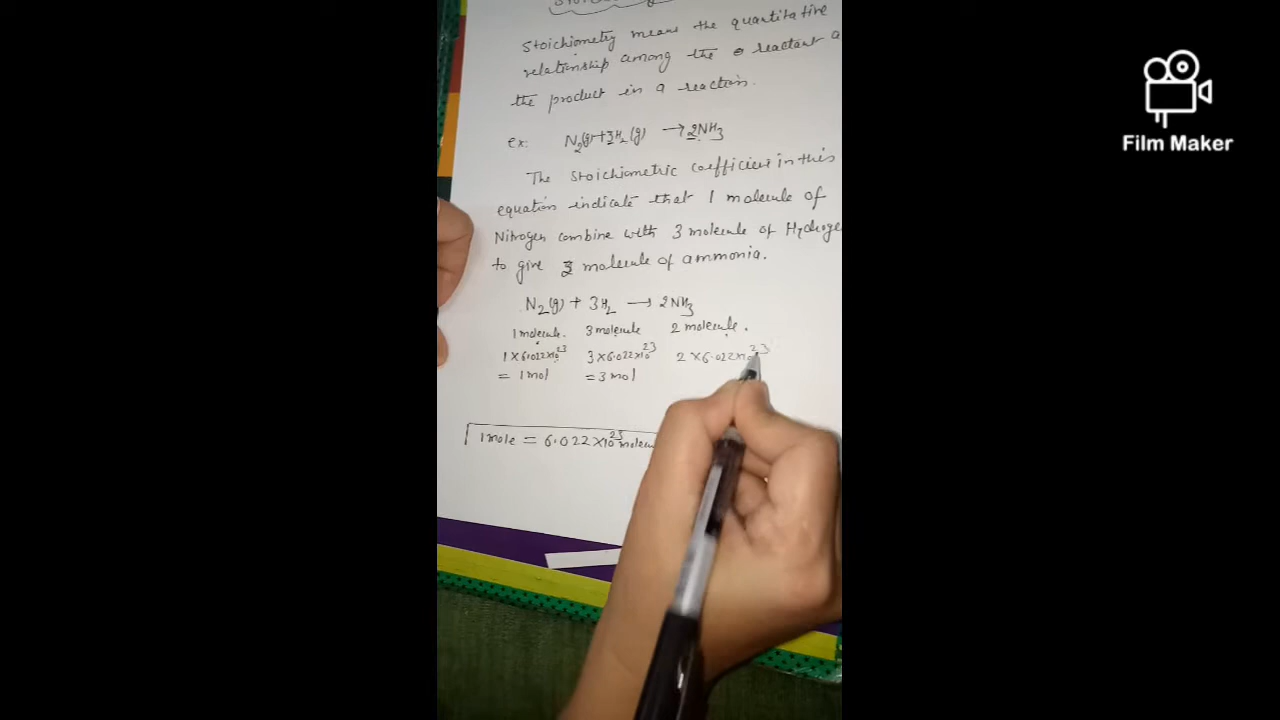 Stoichiometry means the quantitative
relationship among the reactant a
the product in a reaction.
ex: N2(g)+3H2(g) → 2NH3
The stoichiometric coefficient in this
equation indicate that 1 molecule of
Nitrogen combine with 3 molecule of Hydroge
to give 2 molecule of ammonia.
N2(g) + 3H2 → 2NH3
1 molecule. 3 molecule 2 molecule.
1 × 6.022×10^23 3 × 6.022×10^23 2 × 6.022×10^23
= 1 mol = 3 mol
1 mole = 6.022 ×10^23 molecu
Film Maker